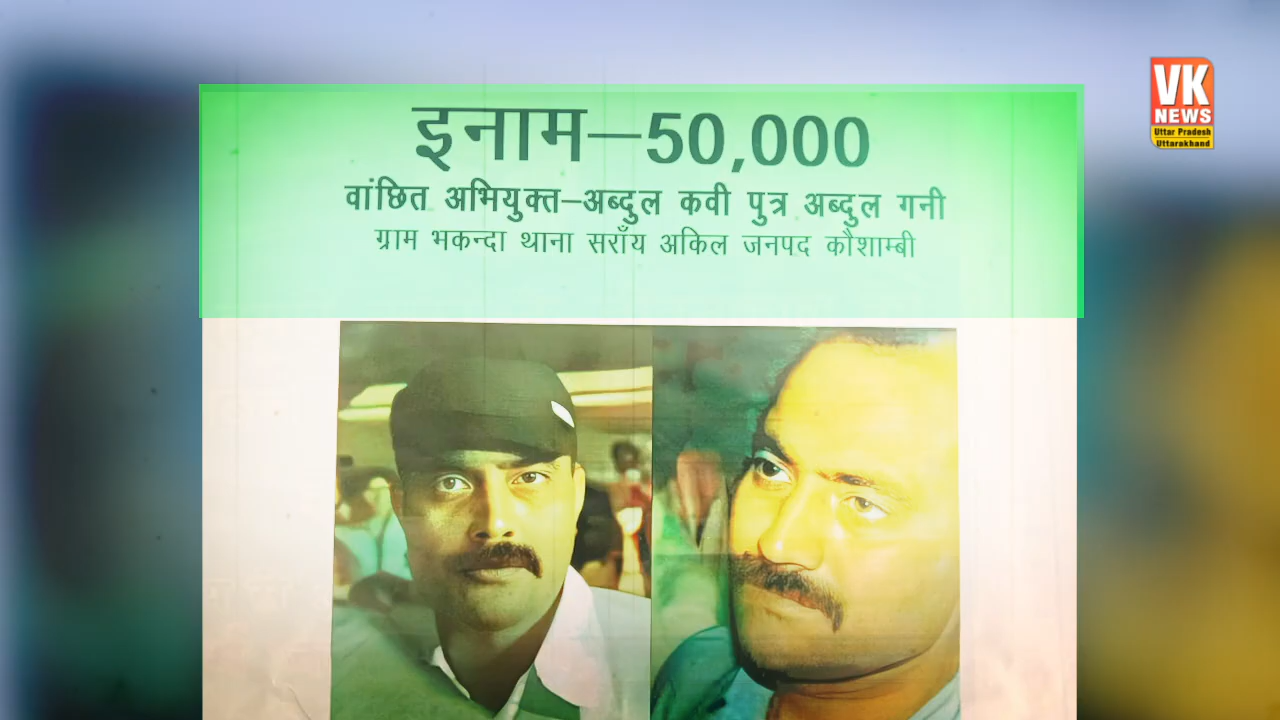 इनाम–50,000
वांछित अभियुक्त–अब्दुल कवी पुत्र अब्दुल गनी
ग्राम भकन्दा थाना सराँय अकिल जनपद कौशाम्बी
VK
NEWS
Uttar Pradesh
Uttarakhand